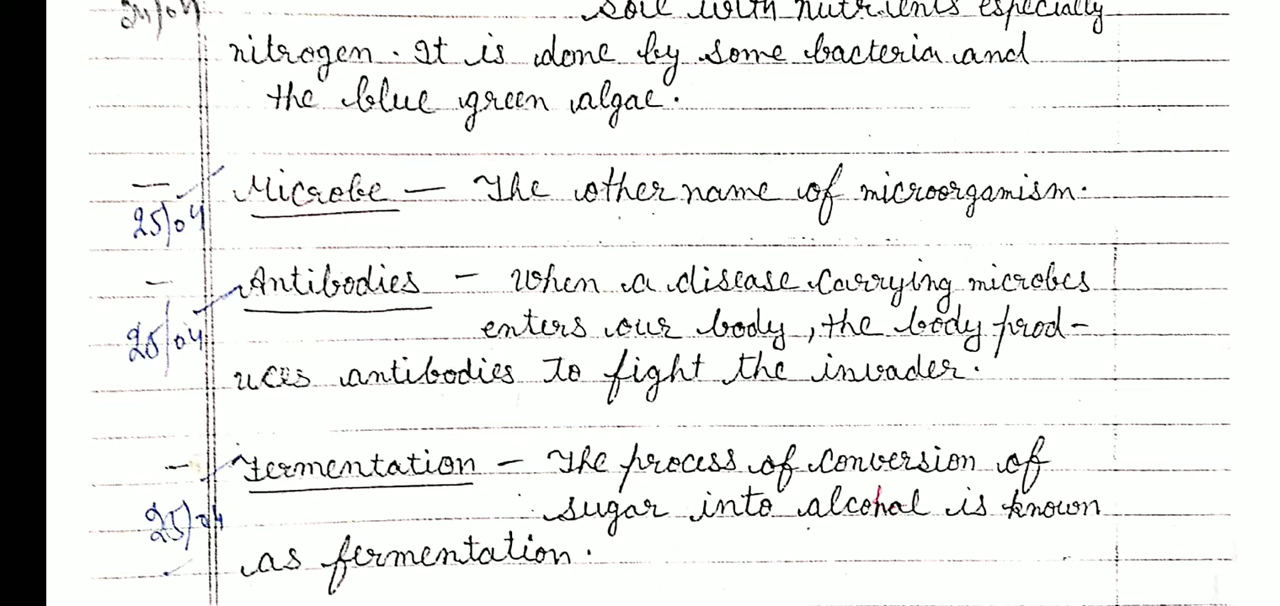 24/04 soil with nutrients especially
nitrogen. It is done by some bacteria and
the blue green algae.
— Microbe — The other name of microorganism.
25/04
— Antibodies - When a disease carrying microbes
25/04 enters our body, the body prod-
uces antibodies to fight the invader.
— Fermentation - The process of conversion of
25/04 sugar into alcohal is known
as fermentation.